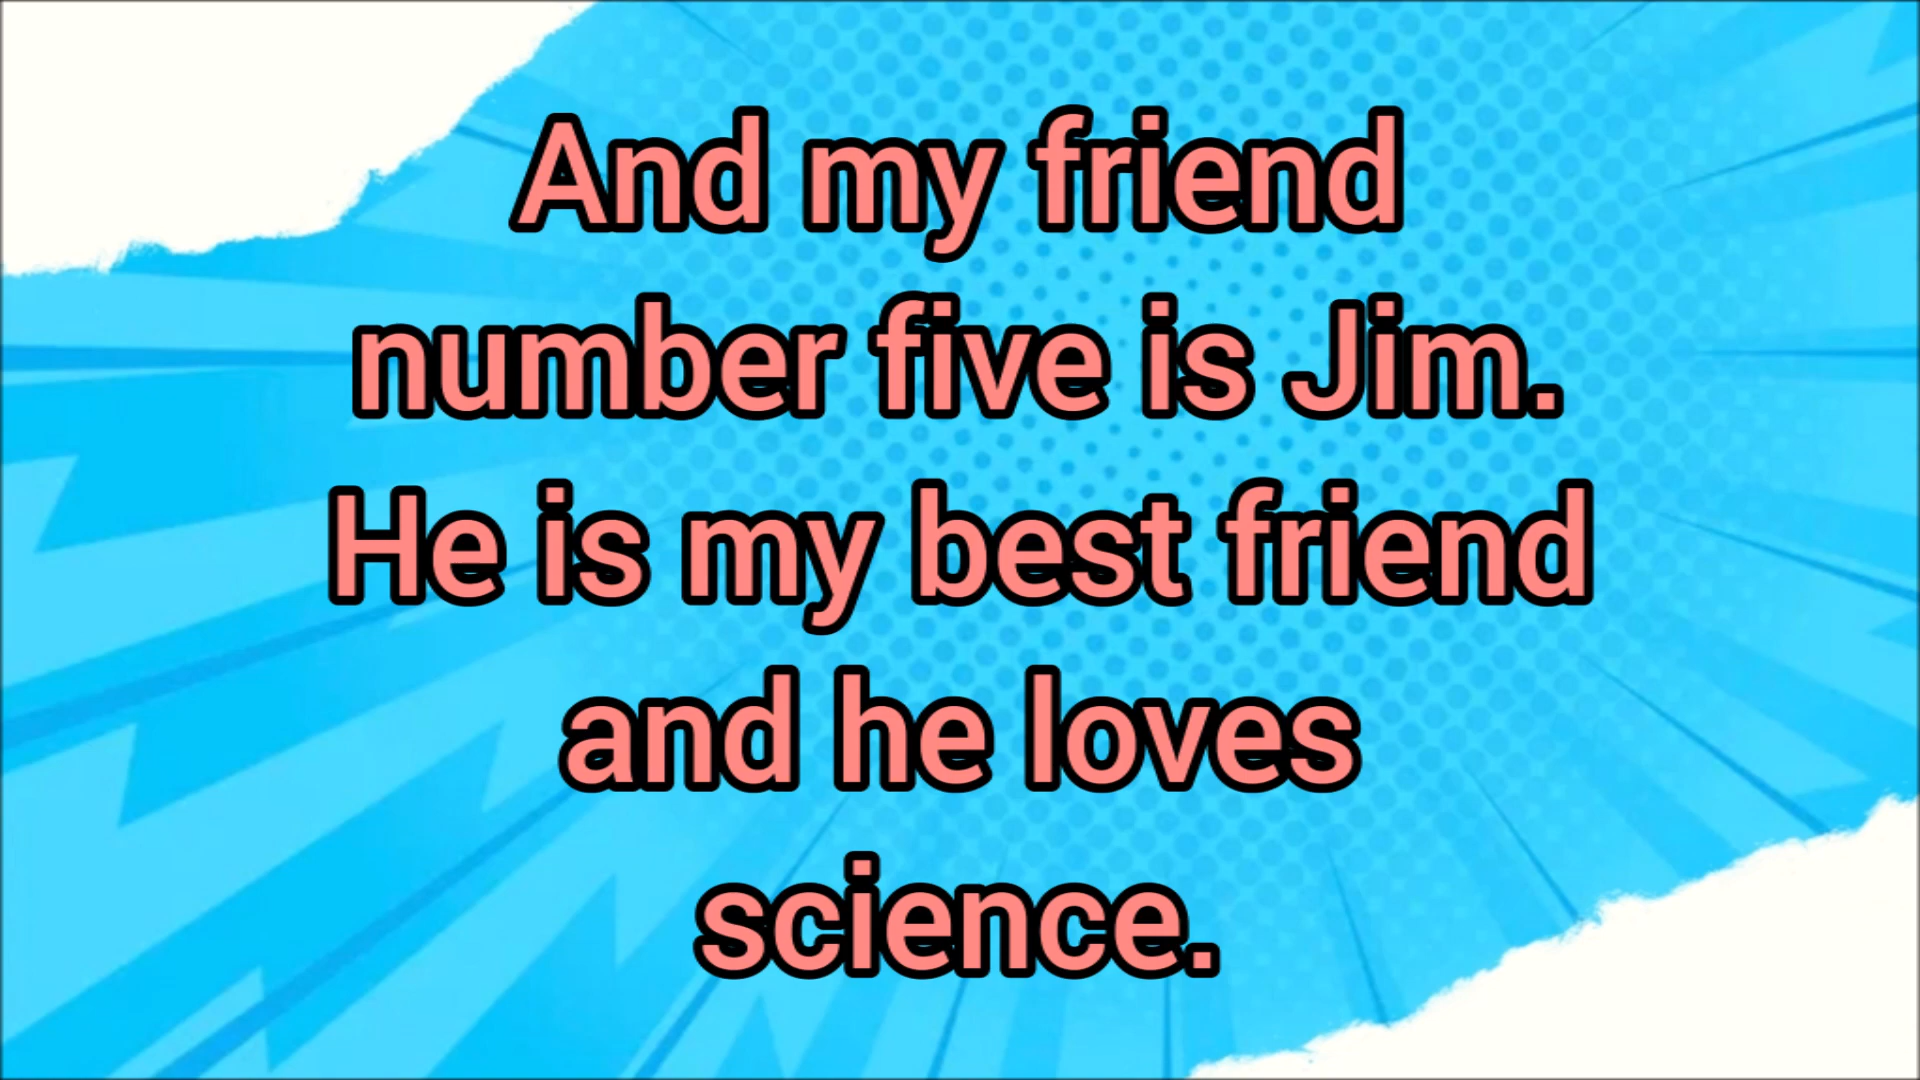 And my friend
number five is Jim.
He is my best friend
and he loves
science.